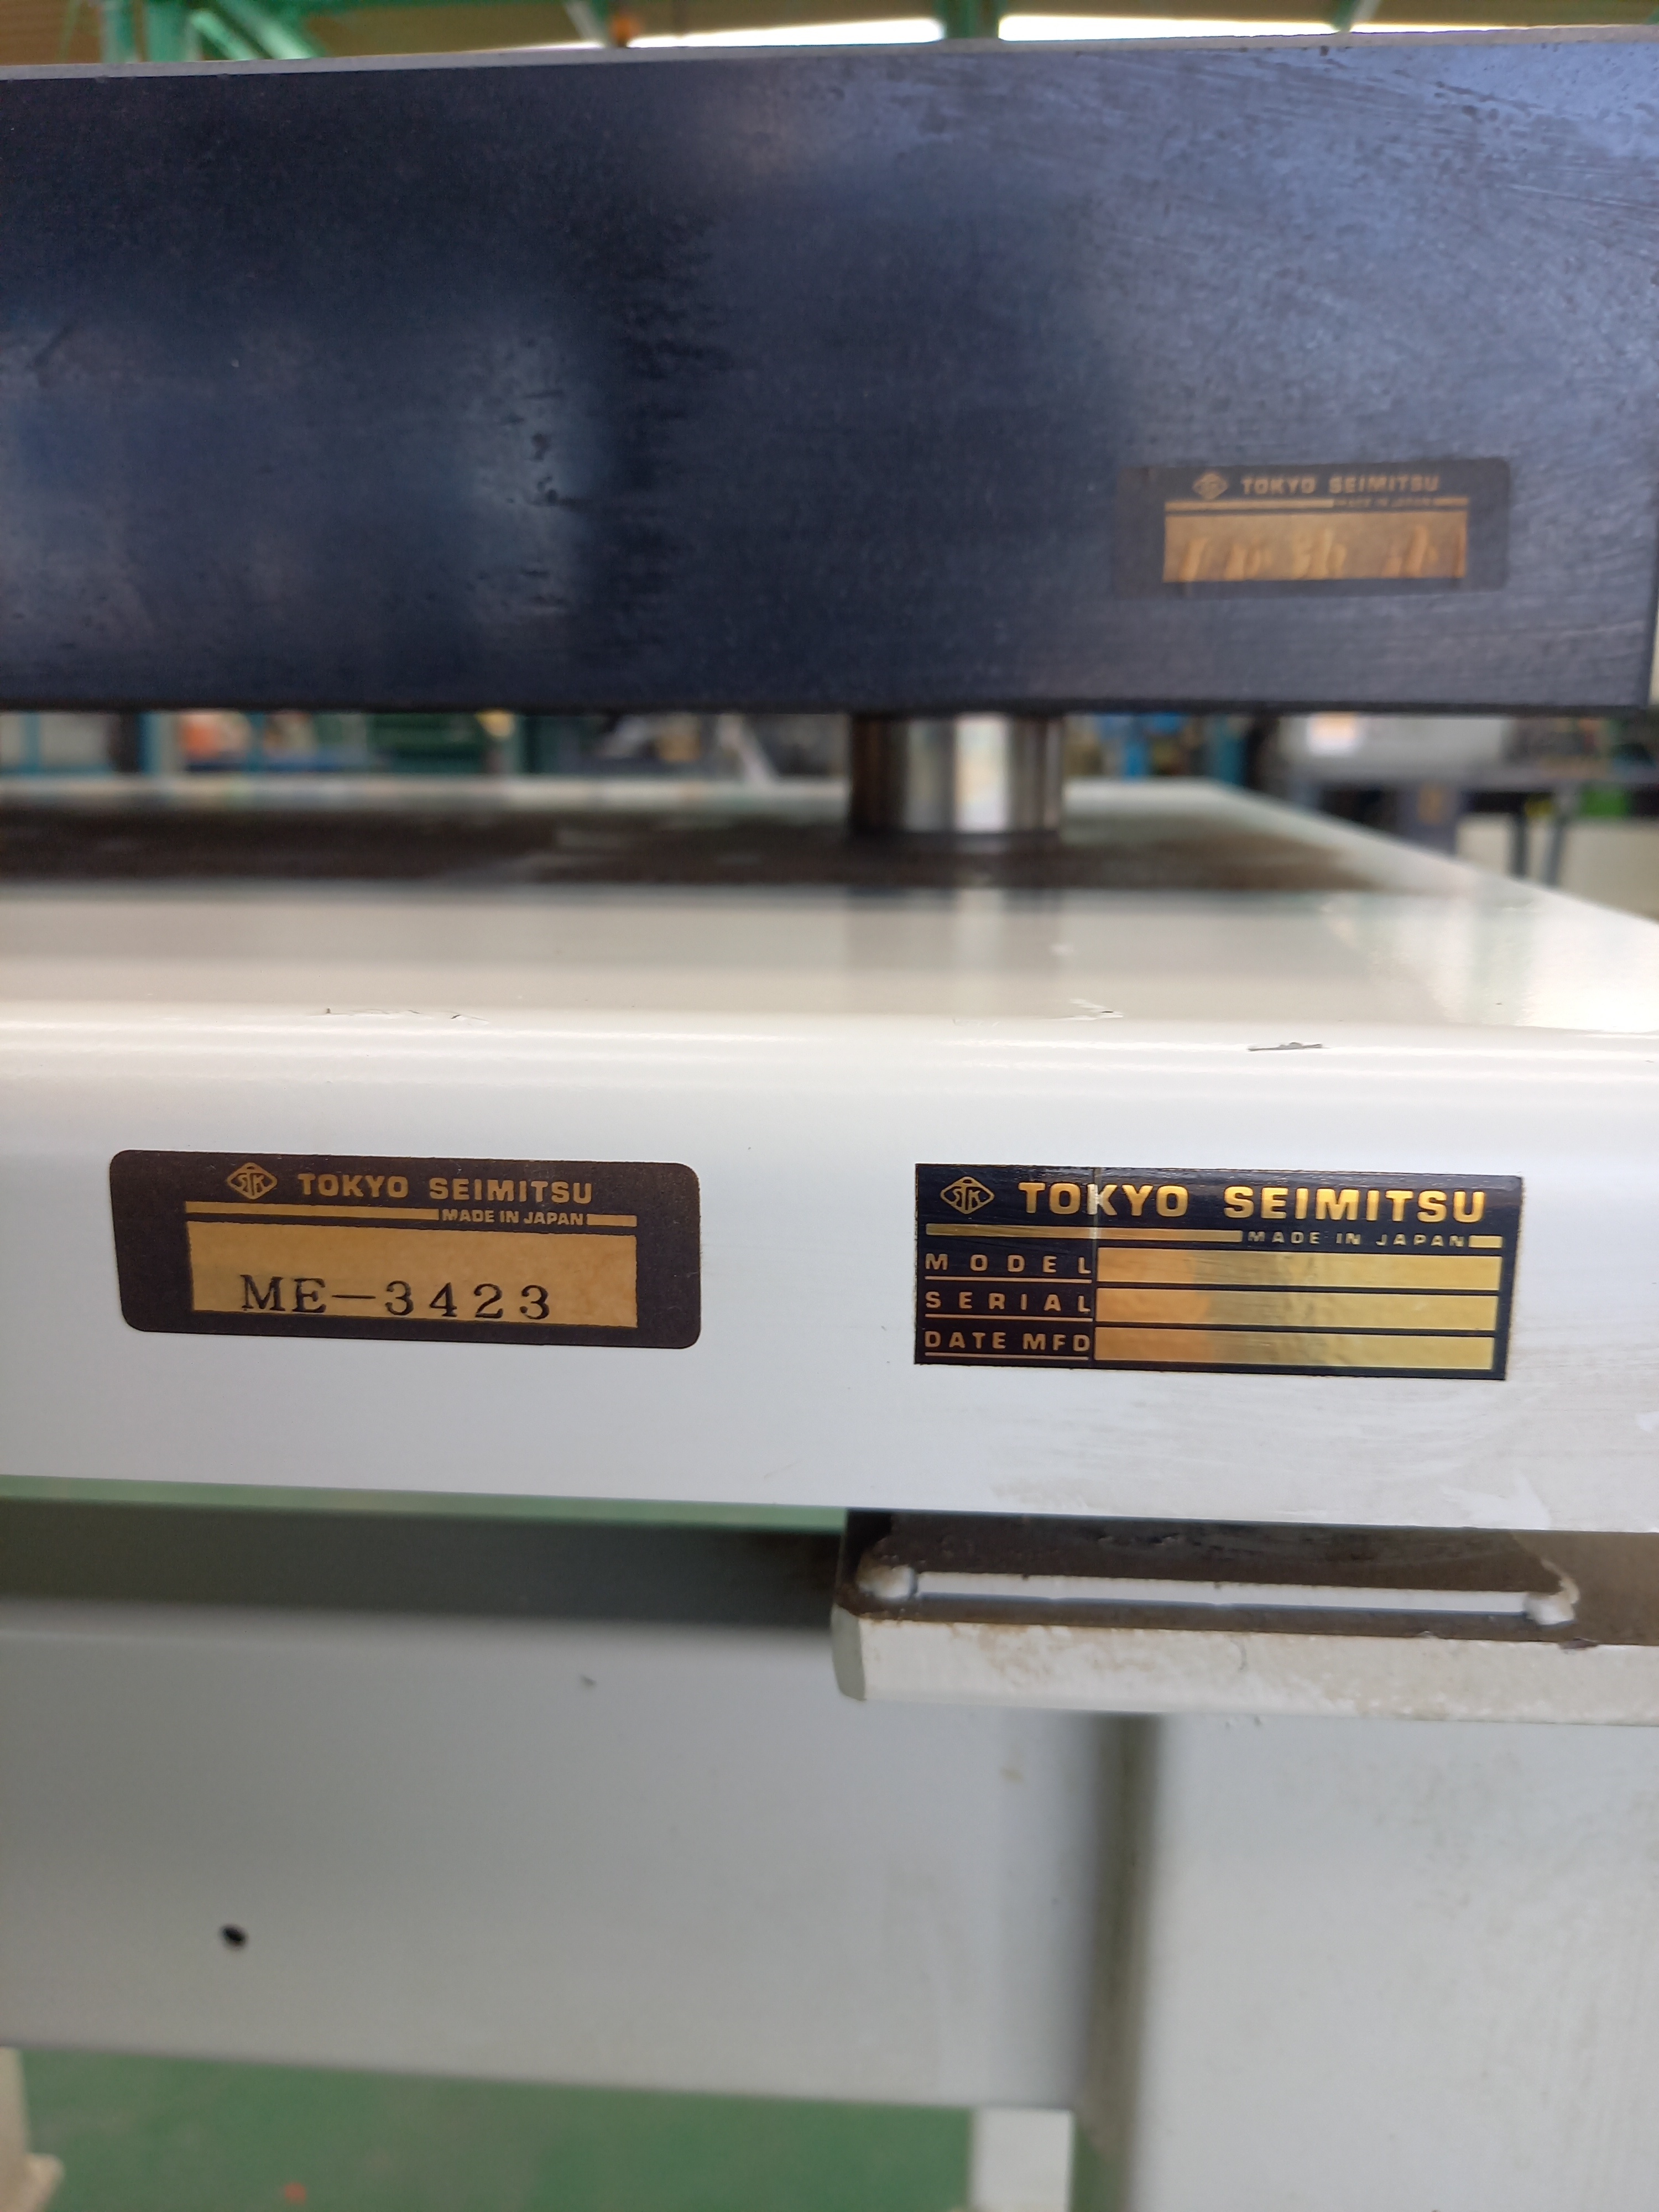 TOKYO SEIMITSU
MADE IN JAPAN
TOKYO SEIMITSU
MADE IN JAPAN
ME-3423
TOKYO SEIMITSU
MADE IN JAPAN
MODEL
SERIAL
DATE MFD